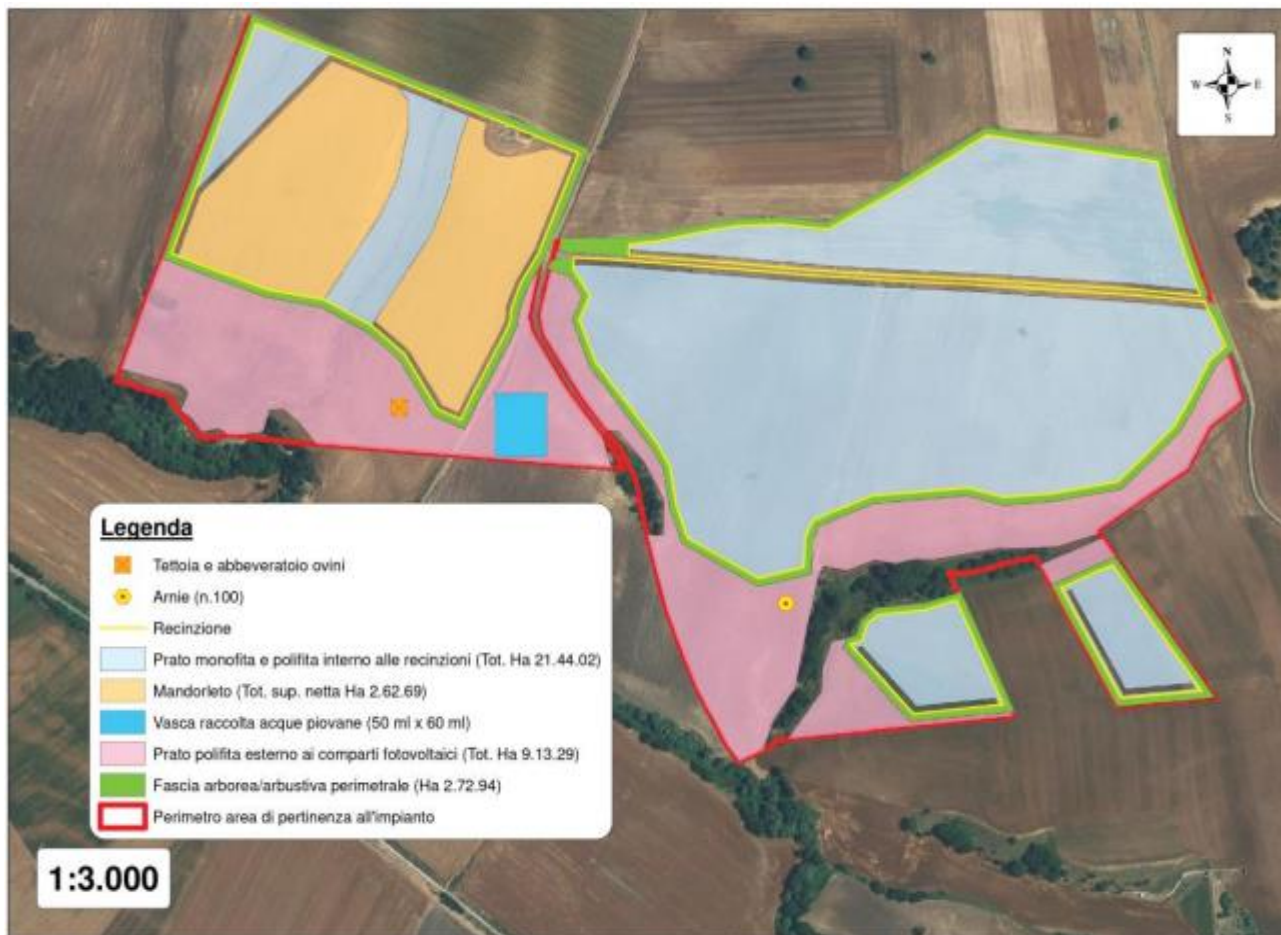 N
W E
S
Legenda
Tettoia e abbeveratoio ovini
Arnie (n.100)
Recinzione
Prato monofita e polifita interno alle recinzioni (Tot. Ha 21.44.02)
Mandorleto (Tot. sup. netta Ha 2.62.69)
Vasca raccolta acque piovane (50 ml x 60 ml)
Prato polifita esterno ai comparti fotovoltaici (Tot. Ha 9.13.29)
Fascia arborea/arbustiva perimetrale (Ha 2.72.94)
Perimetro area di pertinenza all'impianto
1:3.000